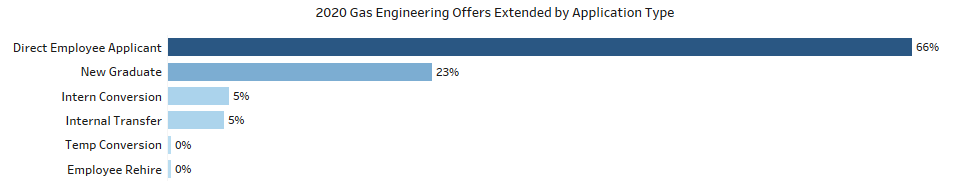 2020 Gas Engineering Offers Extended by Application Type
Direct Employee Applicant 66%
New Graduate 23%
Intern Conversion 5%
Internal Transfer 5%
Temp Conversion 0%
Employee Rehire 0%